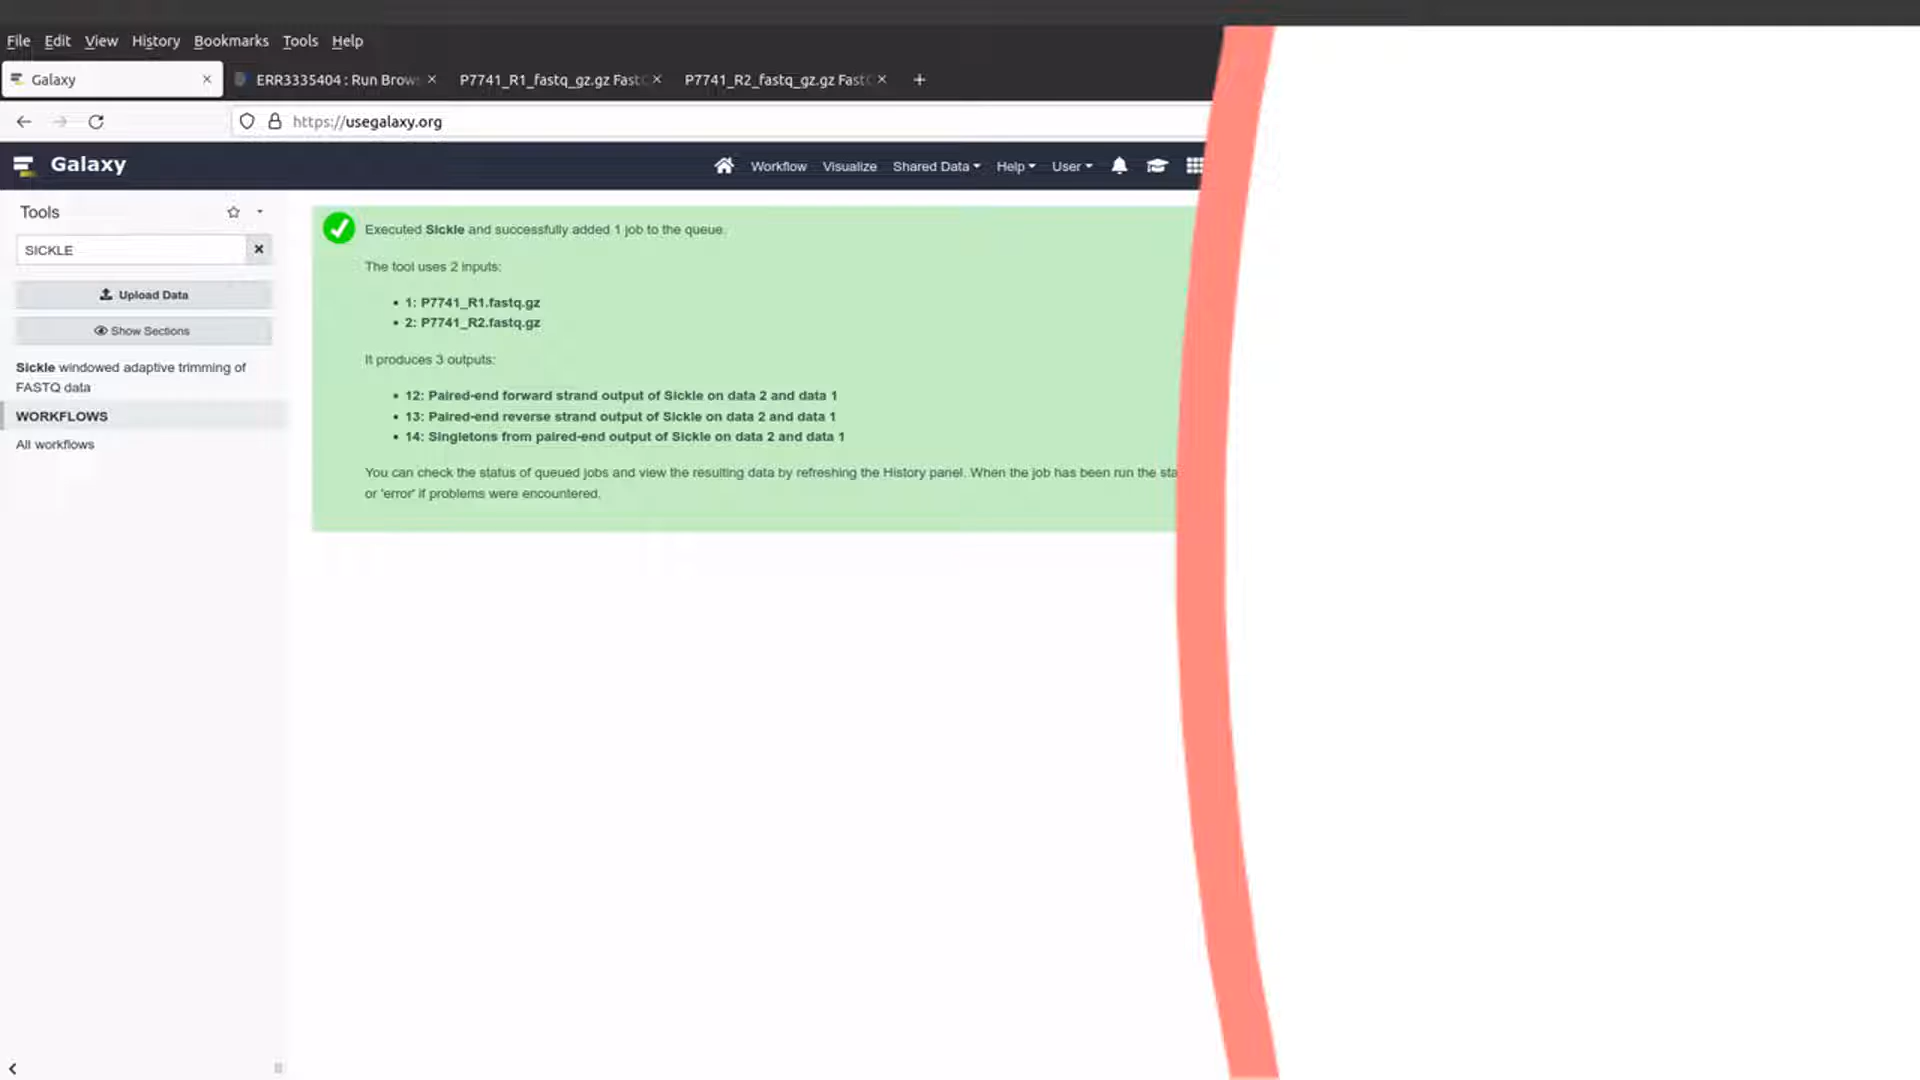 File Edit View History Bookmarks Tools Help
Galaxy
ERR3335404 : Run Brow
P7741_R1_fastq_gz.gz Fast
P7741_R2_fastq_gz.gz Fast
https://usegalaxy.org
Galaxy
Workflow Visualize Shared Data Help User
Tools
SICKLE
Upload Data
Show Sections
Sickle windowed adaptive trimming of
FASTQ data
WORKFLOWS
All workflows
Executed Sickle and successfully added 1 job to the queue.
The tool uses 2 inputs:
• 1: P7741_R1.fastq.gz
• 2: P7741_R2.fastq.gz
It produces 3 outputs:
• 12: Paired-end forward strand output of Sickle on data 2 and data 1
• 13: Paired-end reverse strand output of Sickle on data 2 and data 1
• 14: Singletons from paired-end output of Sickle on data 2 and data 1
You can check the status of queued jobs and view the resulting data by refreshing the History panel. When the job has been run the sta
or 'error' if problems were encountered.